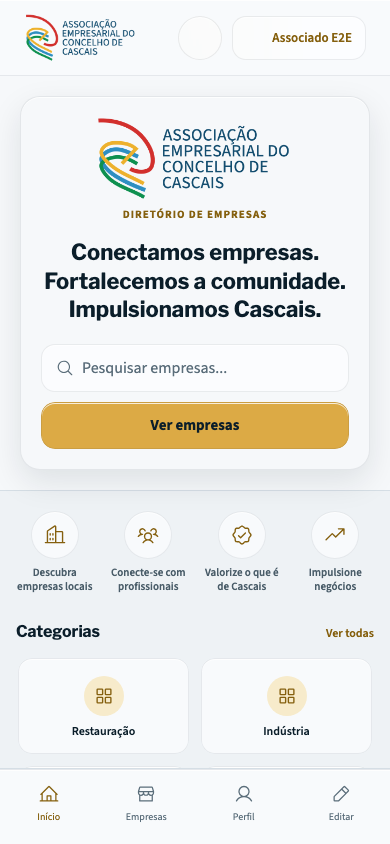 ASSOCIAÇÃO
EMPRESARIAL DO
CONCELHO DE
CASCAIS
Associado E2E
ASSOCIAÇÃO
EMPRESARIAL DO
CONCELHO DE
CASCAIS
DIRETÓRIO DE EMPRESAS
Conectamos empresas.
Fortalecemos a comunidade.
Impulsionamos Cascais.
Pesquisar empresas...
Ver empresas
Descubra
empresas locais
Conecte-se com
profissionais
Valorize o que é
de Cascais
Impulsione
negócios
Categorias
Ver todas
Restauração
Indústria
Início
Empresas
Perfil
Editar